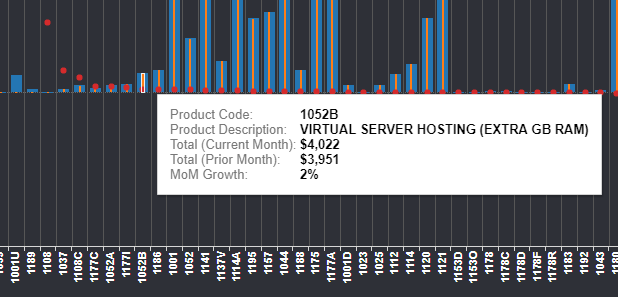 Product Code: 1052B
Product Description: VIRTUAL SERVER HOSTING (EXTRA GB RAM)
Total (Current Month): $4,022
Total (Prior Month): $3,951
MoM Growth: 2%
1001U
1189
1108
1037
1108C
1177C
1052A
1177I
1052B
1186
1001
1052
1141
1137V
1114A
1195
1157
1044
1188
1175
1177A
1001D
1023
1025
1112
1114
1120
1121
1153D
1153O
1178
1178C
1178D
1178F
1178R
1183
1192
1043